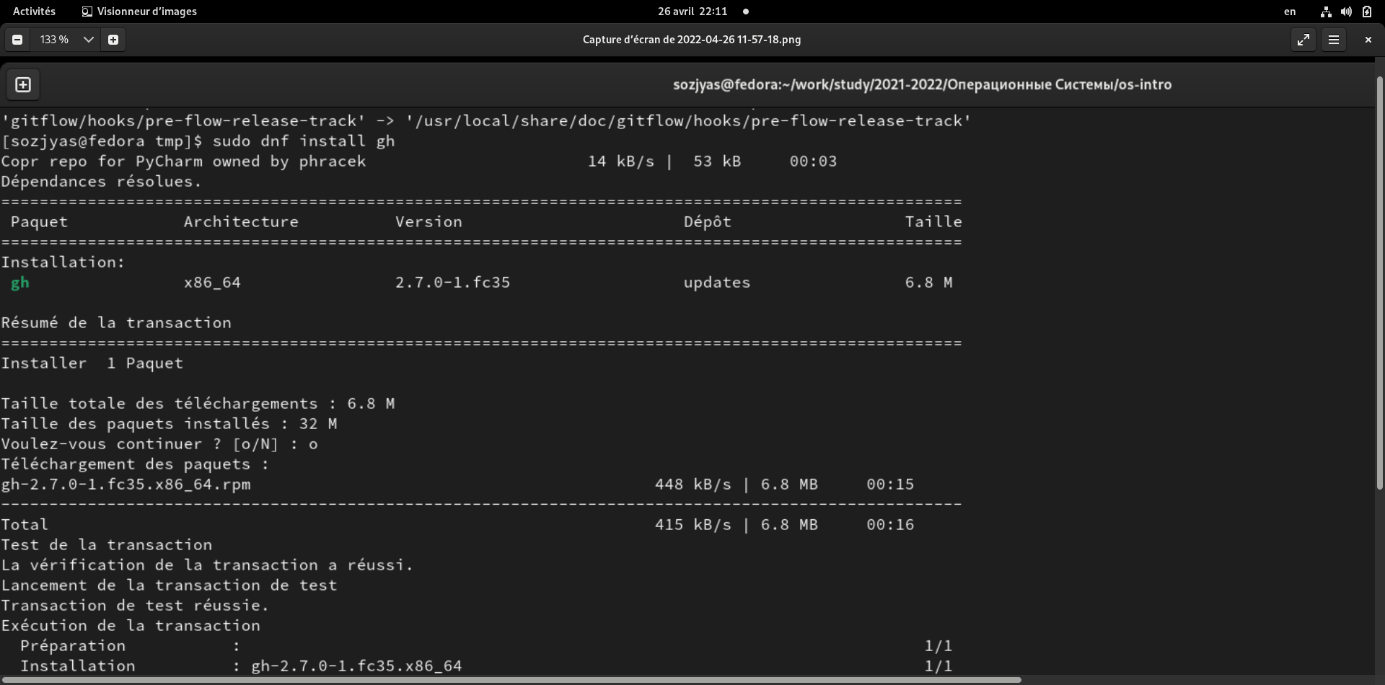 Activités Visionneur d'images 26 avril 22:11 en
133 % Capture d'écran de 2022-04-26 11-57-18.png
sozjyas@fedora:~/work/study/2021-2022/Операционные Системы/os-intro
'gitflow/hooks/pre-flow-release-track' -> '/usr/local/share/doc/gitflow/hooks/pre-flow-release-track'
[sozjyas@fedora tmp]$ sudo dnf install gh
Copr repo for PyCharm owned by phracek 14 kB/s | 53 kB 00:03
Dépendances résolues.
================================================================================
Paquet Architecture Version Dépôt Taille
================================================================================
Installation:
gh x86_64 2.7.0-1.fc35 updates 6.8 M
Résumé de la transaction
================================================================================
Installer 1 Paquet
Taille totale des téléchargements : 6.8 M
Taille des paquets installés : 32 M
Voulez-vous continuer ? [o/N] : o
Téléchargement des paquets :
gh-2.7.0-1.fc35.x86_64.rpm 448 kB/s | 6.8 MB 00:15
--------------------------------------------------------------------------------
Total 415 kB/s | 6.8 MB 00:16
Test de la transaction
La vérification de la transaction a réussi.
Lancement de la transaction de test
Transaction de test réussie.
Exécution de la transaction
Préparation : 1/1
Installation : gh-2.7.0-1.fc35.x86_64 1/1